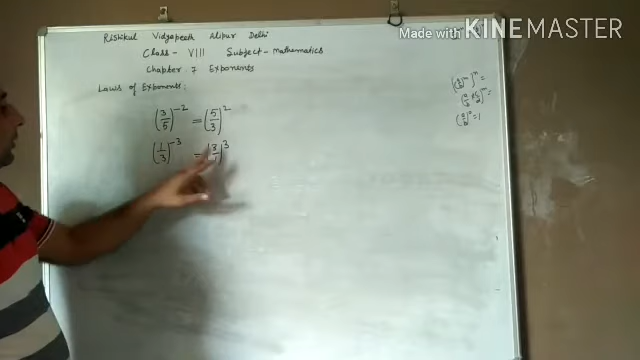 Made with KINEMASTER
Rishikul Vidyapeeth Alipur Delhi
Class - VIII Subject - Mathematics
Chapter 7 Exponents
Laws of Exponents:
(3/5)^-2 = (5/3)^2
(1/3)^-3 = (3/1)^3